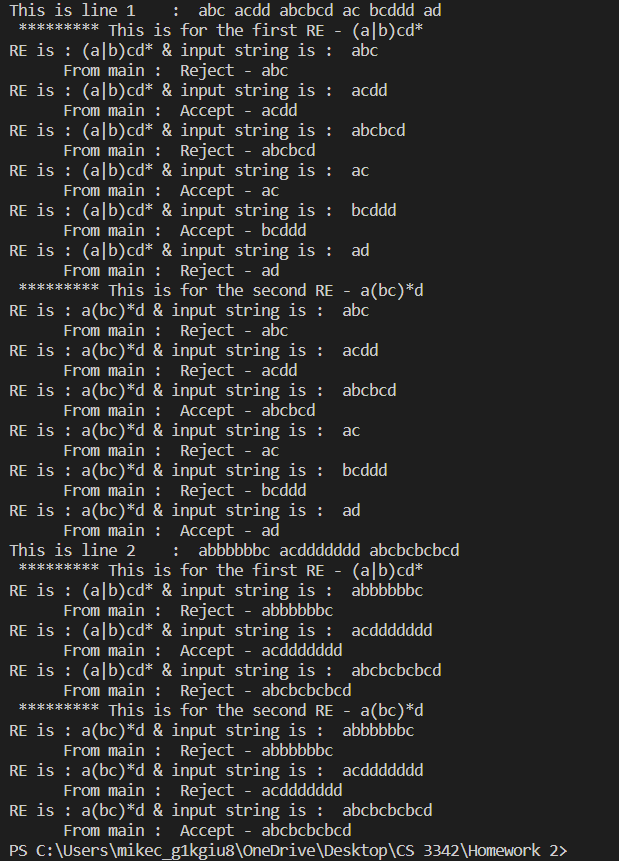 This is line 1    :  abc acdd abcbcd ac bcddd ad
 ********* This is for the first RE - (a|b)cd*
RE is : (a|b)cd* & input string is :  abc
      From main :  Reject - abc
RE is : (a|b)cd* & input string is :  acdd
      From main :  Accept - acdd
RE is : (a|b)cd* & input string is :  abcbcd
      From main :  Reject - abcbcd
RE is : (a|b)cd* & input string is :  ac
      From main :  Accept - ac
RE is : (a|b)cd* & input string is :  bcddd
      From main :  Accept - bcddd
RE is : (a|b)cd* & input string is :  ad
      From main :  Reject - ad
 ********* This is for the second RE - a(bc)*d
RE is : a(bc)*d & input string is :  abc
      From main :  Reject - abc
RE is : a(bc)*d & input string is :  acdd
      From main :  Reject - acdd
RE is : a(bc)*d & input string is :  abcbcd
      From main :  Accept - abcbcd
RE is : a(bc)*d & input string is :  ac
      From main :  Reject - ac
RE is : a(bc)*d & input string is :  bcddd
      From main :  Reject - bcddd
RE is : a(bc)*d & input string is :  ad
      From main :  Accept - ad
This is line 2    :  abbbbbbc acddddddd abcbcbcbcd
 ********* This is for the first RE - (a|b)cd*
RE is : (a|b)cd* & input string is :  abbbbbbc
      From main :  Reject - abbbbbbc
RE is : (a|b)cd* & input string is :  acddddddd
      From main :  Accept - acddddddd
RE is : (a|b)cd* & input string is :  abcbcbcbcd
      From main :  Reject - abcbcbcbcd
 ********* This is for the second RE - a(bc)*d
RE is : a(bc)*d & input string is :  abbbbbbc
      From main :  Reject - abbbbbbc
RE is : a(bc)*d & input string is :  acddddddd
      From main :  Reject - acddddddd
RE is : a(bc)*d & input string is :  abcbcbcbcd
      From main :  Accept - abcbcbcbcd
PS C:\Users\mikec_g1kgiu8\OneDrive\Desktop\CS 3342\Homework 2>